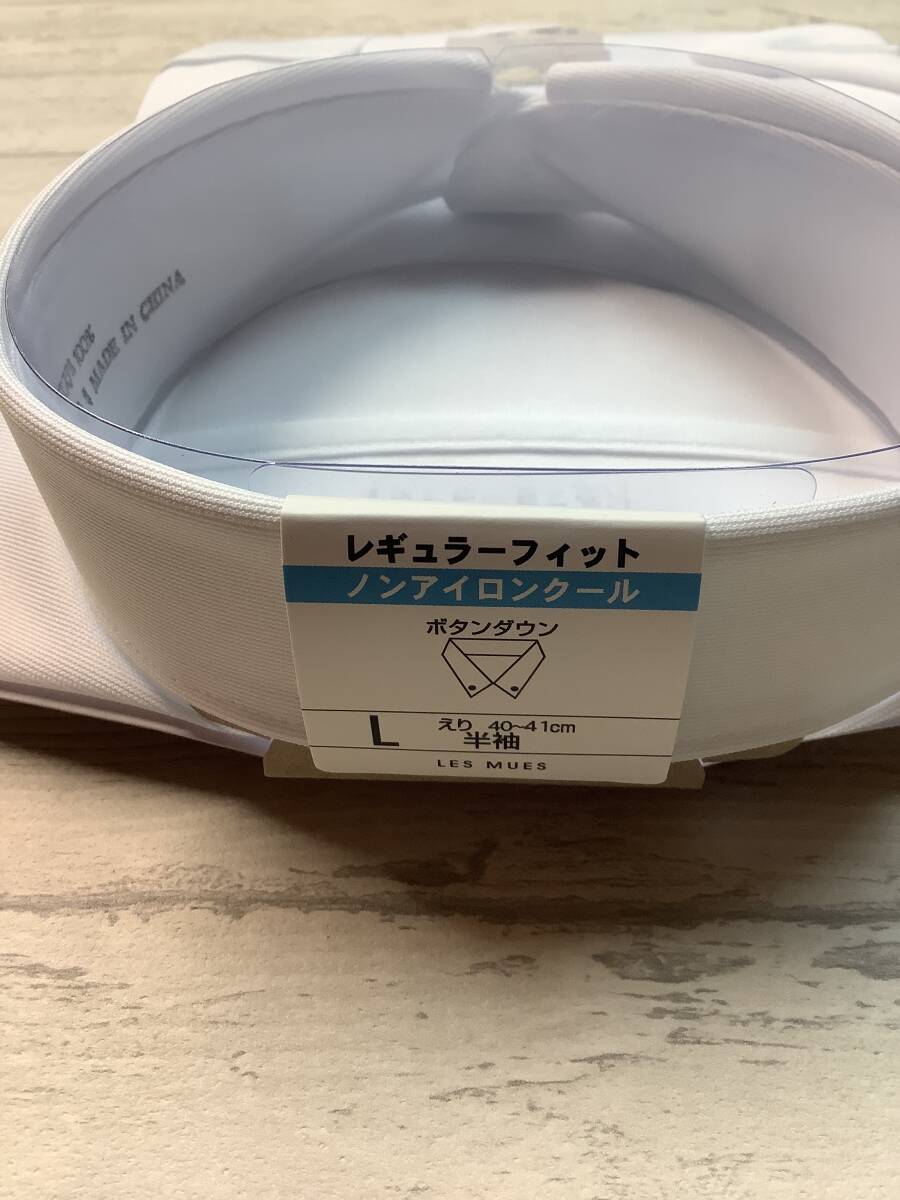 100%
MADE IN CHINA
レギュラーフィット
ノンアイロンクール
ボタンダウン
L えり 40~41cm
半袖
LES MUES